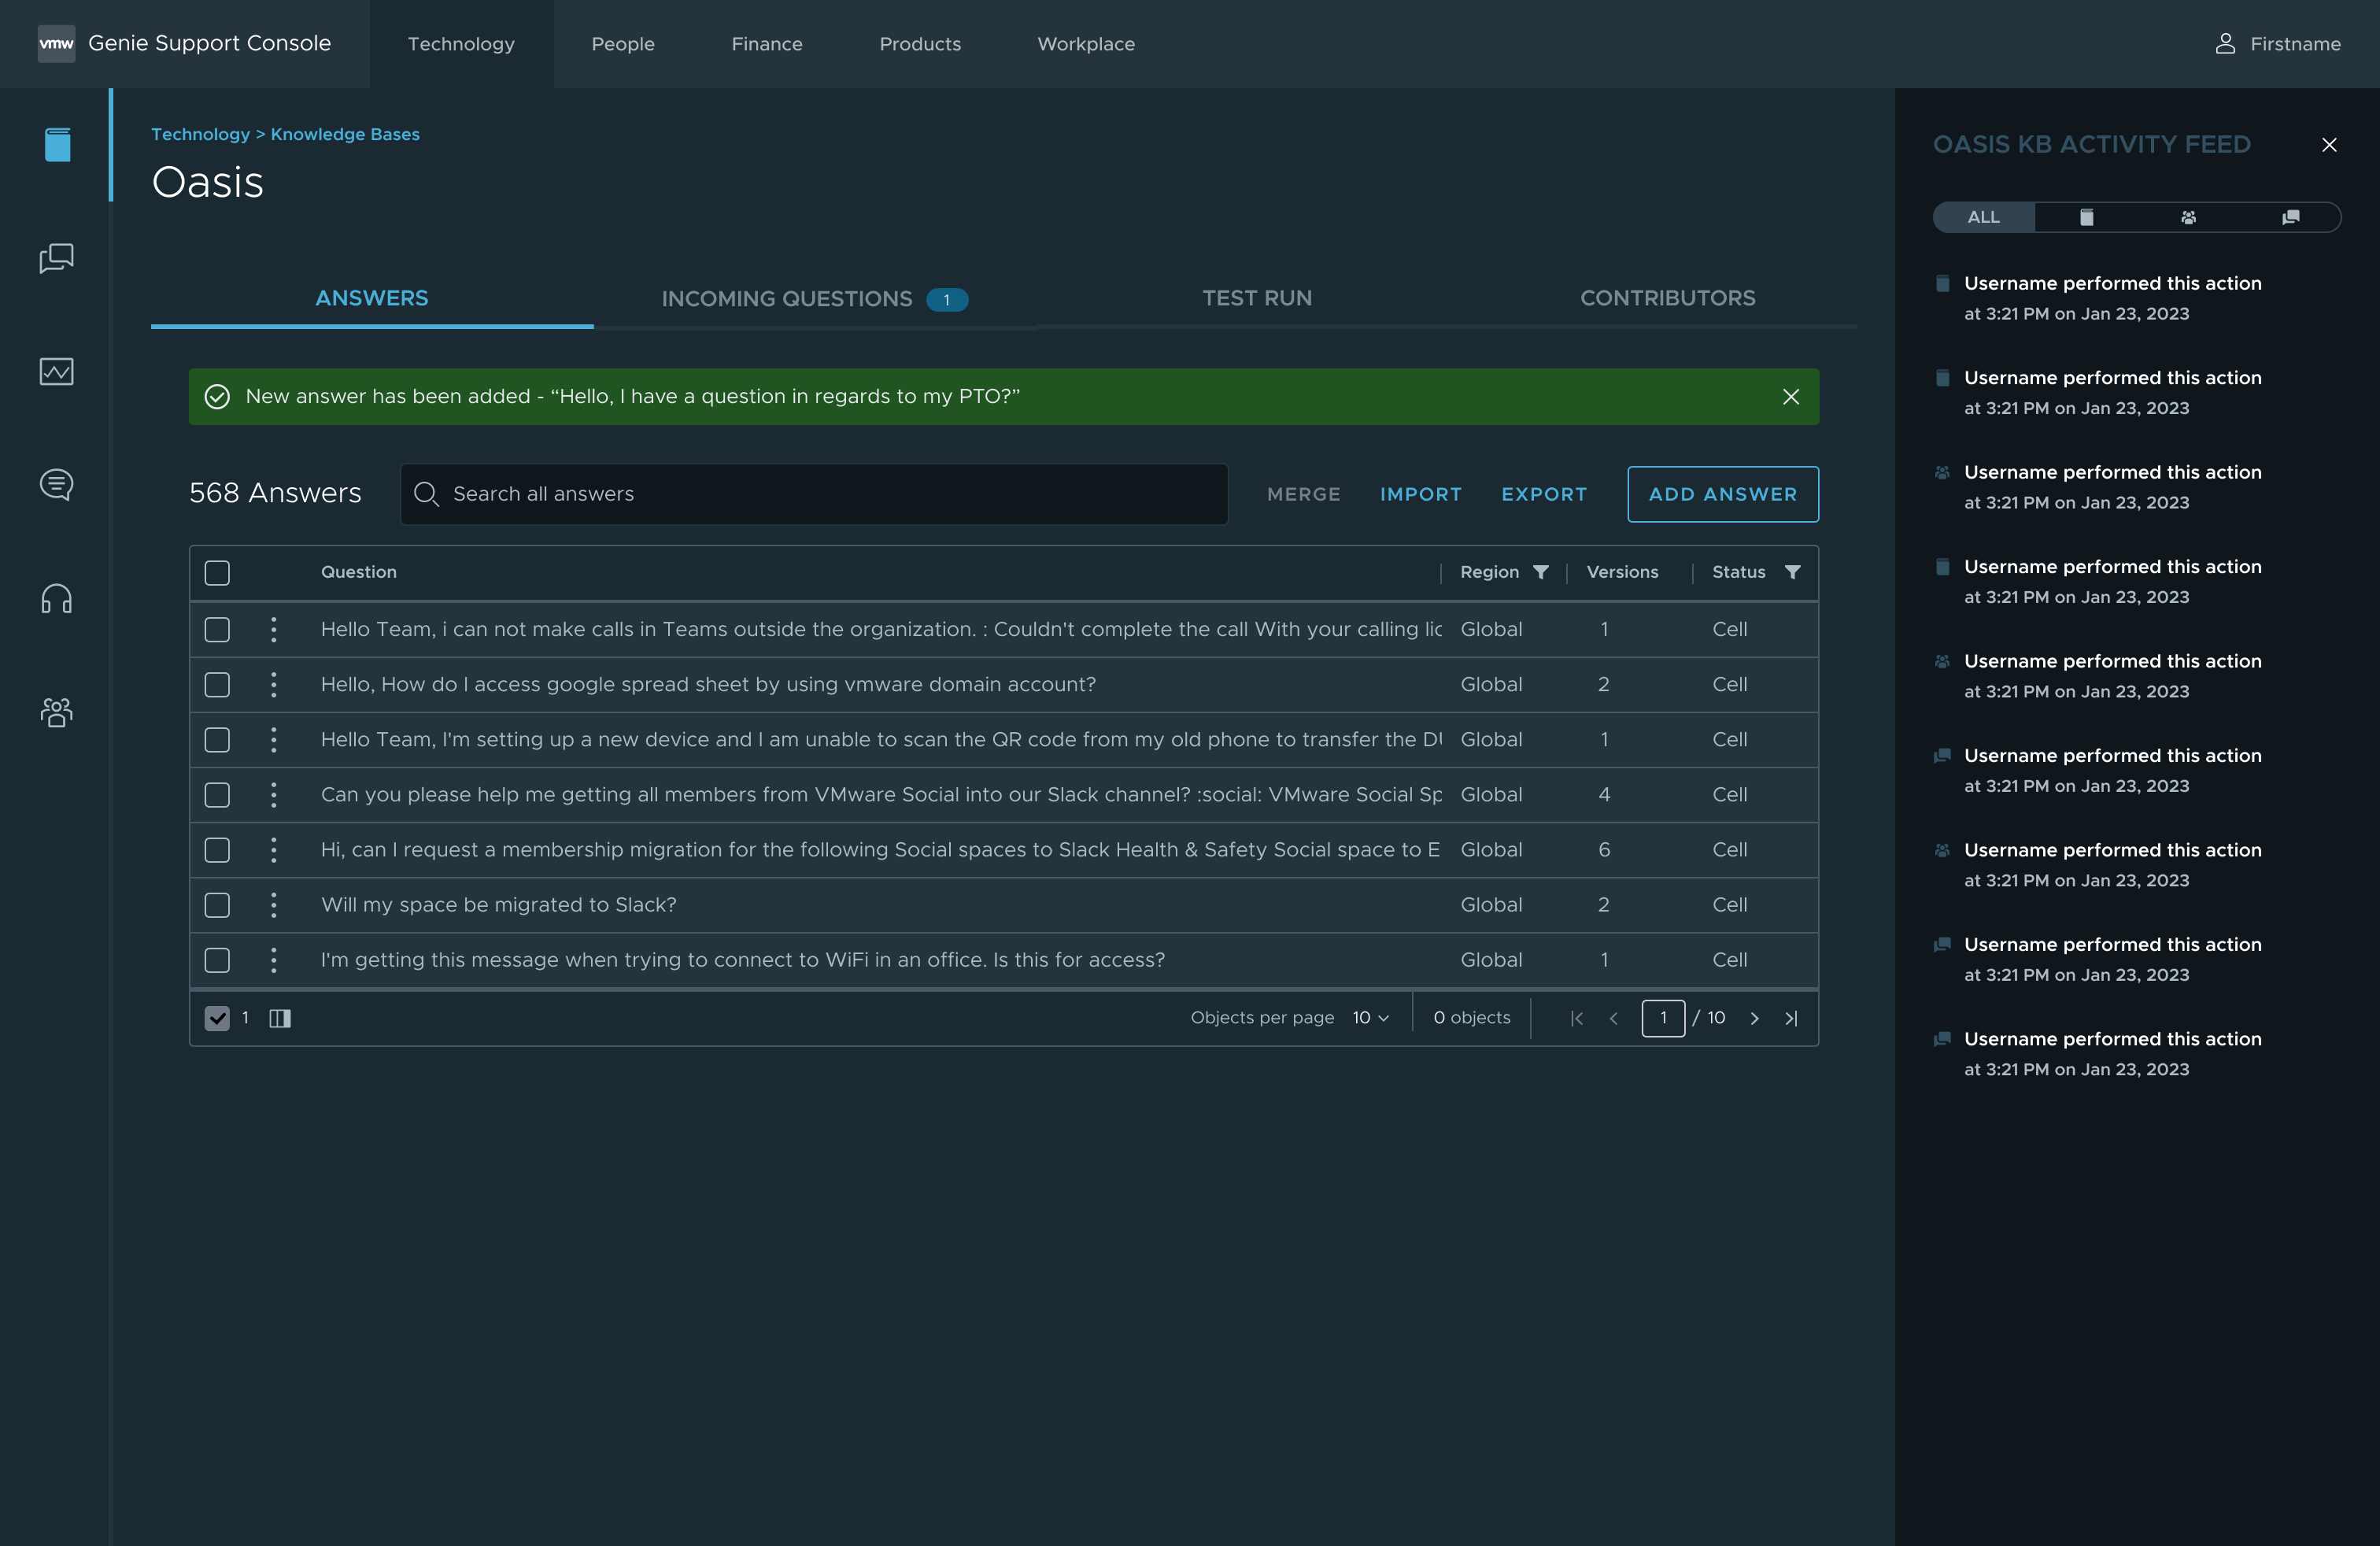 vmw Genie Support Console
Technology
People
Finance
Products
Workplace
Firstname
Technology > Knowledge Bases
Oasis
ANSWERS
INCOMING QUESTIONS 1
TEST RUN
CONTRIBUTORS
New answer has been added - “Hello, I have a question in regards to my PTO?”
568 Answers
Search all answers
MERGE
IMPORT
EXPORT
ADD ANSWER
Question Region Versions Status
Hello Team, i can not make calls in Teams outside the organization. : Couldn't complete the call With your calling lic Global 1 Cell
Hello, How do I access google spread sheet by using vmware domain account? Global 2 Cell
Hello Team, I'm setting up a new device and I am unable to scan the QR code from my old phone to transfer the Global 1 Cell
Can you please help me getting all members from VMware Social into our Slack channel? :social: VMware Social Sp Global 4 Cell
Hi, can I request a membership migration for the following Social spaces to Slack Health & Safety Social space to E Global 6 Cell
Will my space be migrated to Slack? Global 2 Cell
I'm getting this message when trying to connect to WiFi in an office. Is this for access? Global 1 Cell
1 Objects per page 10 0 objects 1 / 10
OASIS KB ACTIVITY FEED
ALL
Username performed this action
at 3:21 PM on Jan 23, 2023
Username performed this action
at 3:21 PM on Jan 23, 2023
Username performed this action
at 3:21 PM on Jan 23, 2023
Username performed this action
at 3:21 PM on Jan 23, 2023
Username performed this action
at 3:21 PM on Jan 23, 2023
Username performed this action
at 3:21 PM on Jan 23, 2023
Username performed this action
at 3:21 PM on Jan 23, 2023
Username performed this action
at 3:21 PM on Jan 23, 2023
Username performed this action
at 3:21 PM on Jan 23, 2023